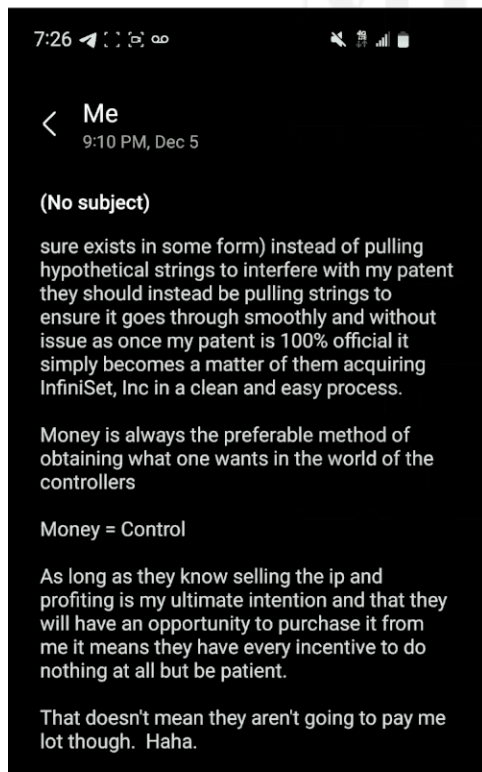 7:26
Me
9:10 PM, Dec 5
(No subject)
sure exists in some form) instead of pulling
hypothetical strings to interfere with my patent
they should instead be pulling strings to
ensure it goes through smoothly and without
issue as once my patent is 100% official it
simply becomes a matter of them acquiring
InfiniSet, Inc in a clean and easy process.
Money is always the preferable method of
obtaining what one wants in the world of the
controllers
Money = Control
As long as they know selling the ip and
profiting is my ultimate intention and that they
will have an opportunity to purchase it from
me it means they have every incentive to do
nothing at all but be patient.
That doesn't mean they aren't going to pay me
lot though. Haha.